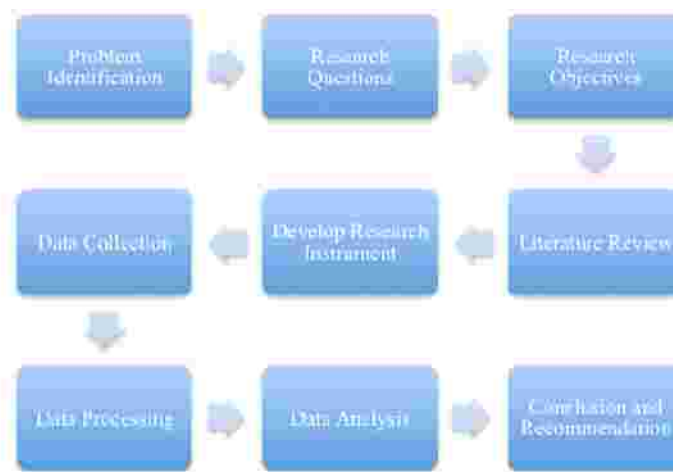 Problem
Identification
Research
Questions
Research
Objectives
Literature Review
Develop Research
Instrument
Data Collection
Data Processing
Data Analysis
Conclusion and
Recommendation